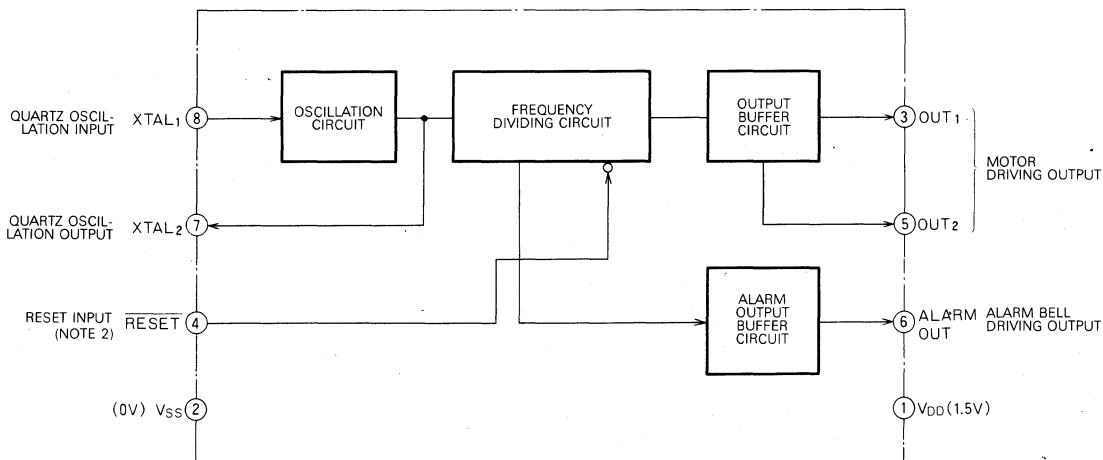 QUARTZ OSCIL-
LATION INPUT
XTAL1
8
OSCILLATION
CIRCUIT
FREQUENCY
DIVIDING CIRCUIT
OUTPUT
BUFFER
CIRCUIT
3
OUT1
MOTOR
DRIVING OUTPUT
QUARTZ OSCIL-
LATION OUTPUT
XTAL2
7
5
OUT2
RESET INPUT
(NOTE 2)
RESET
4
ALARM
OUTPUT
BUFFER
CIRCUIT
6
ALARM
OUT
ALARM BELL
DRIVING OUTPUT
(0V) VSS
2
1
VDD(1.5V)